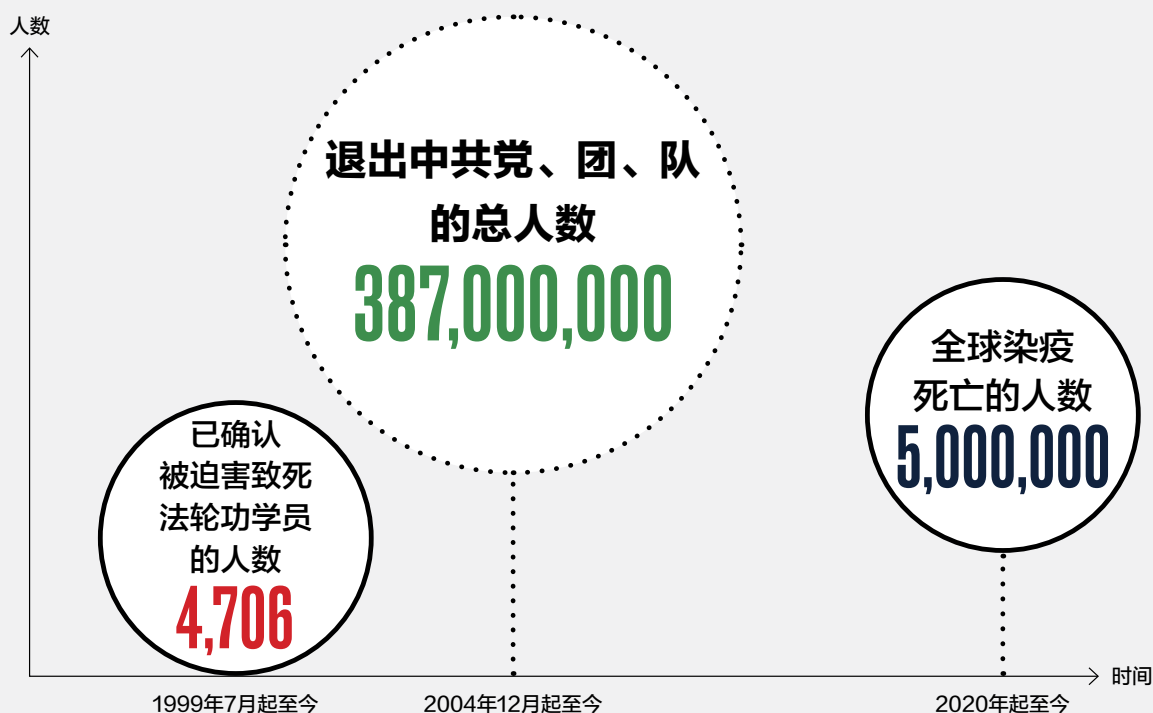 人数
退出中共党、团、队
的总人数
387,000,000
全球染疫
死亡的人数
5,000,000
已确认
被迫害致死
法轮功学员
的人数
4,706
时间
1999年7月起至今
2004年12月起至今
2020年起至今